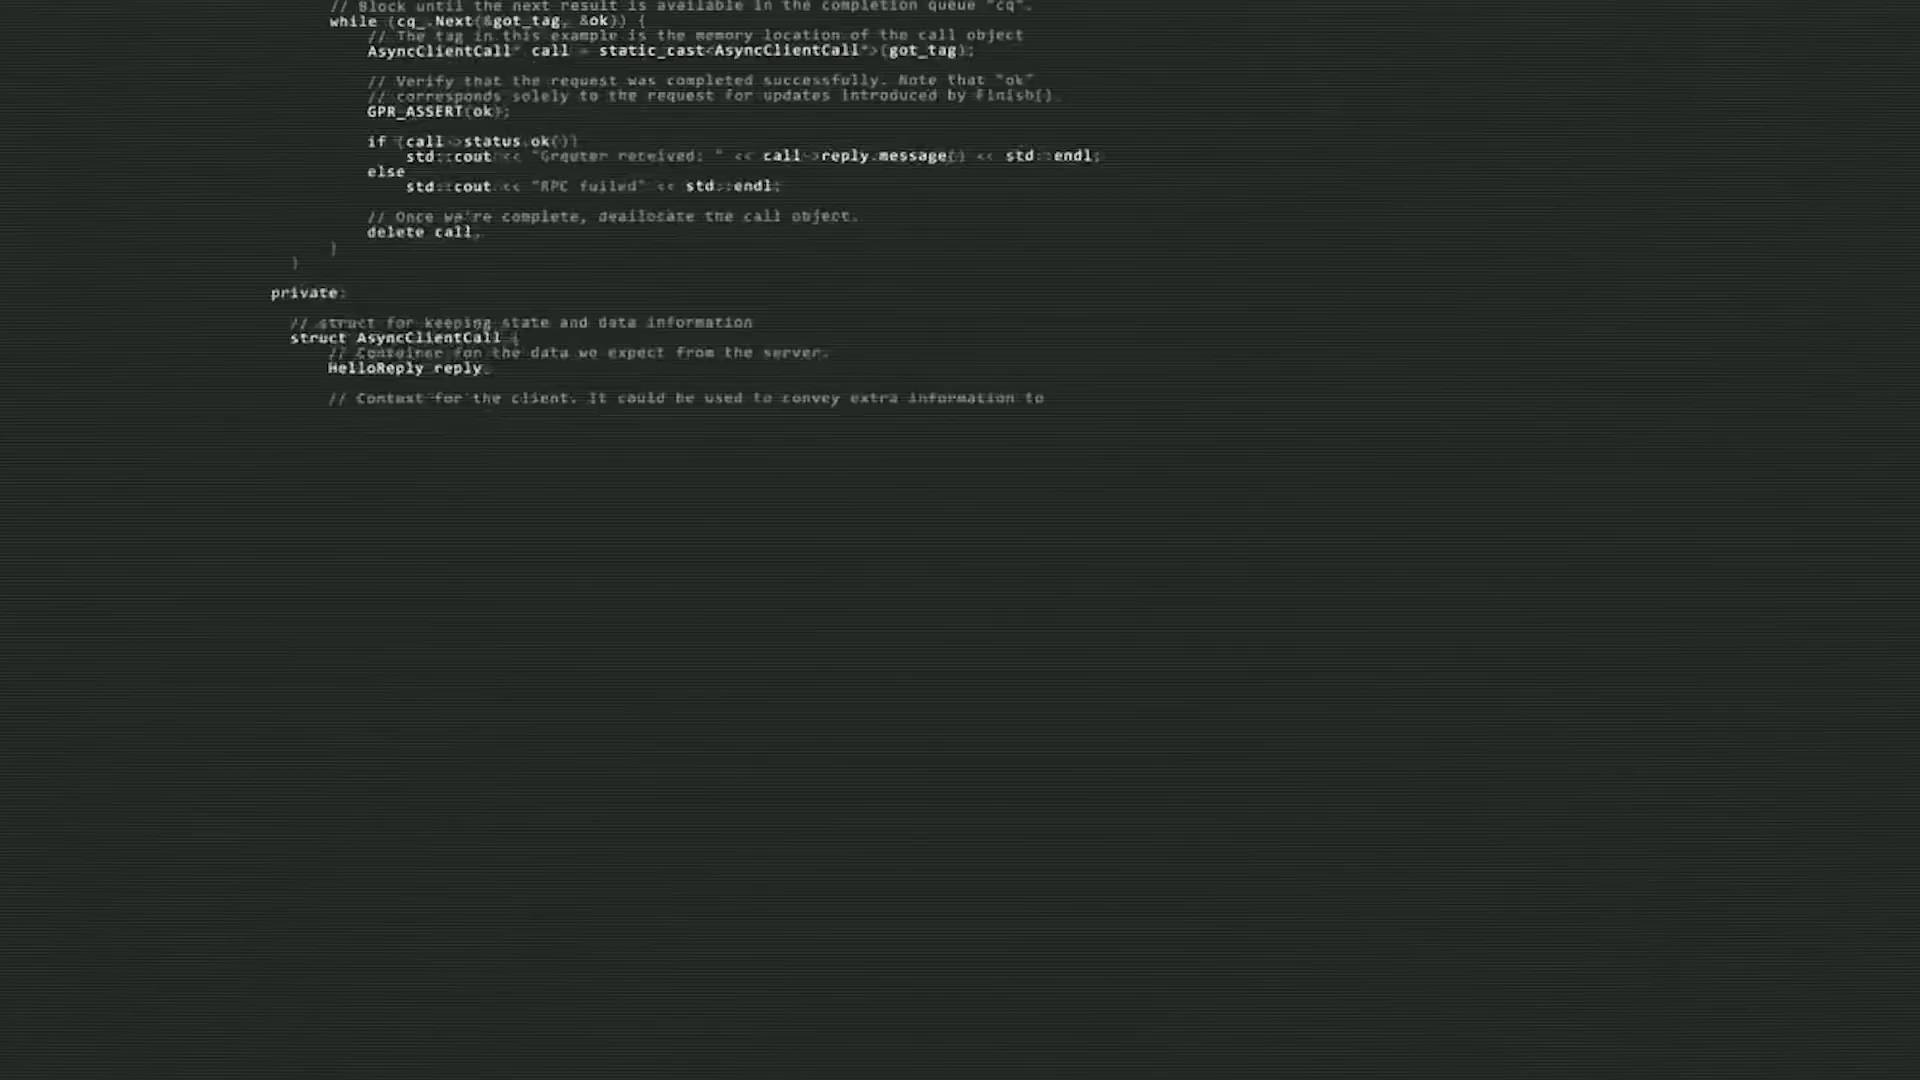 // Block until the next result is available in the completion queue "cq".
while (cq_.Next(&got_tag, &ok)) {
// The tag in this example is the memory location of the call object
AsyncClientCall* call = static_cast<AsyncClientCall*>(got_tag);
// Verify that the request was completed successfully. Note that "ok"
// corresponds solely to the request for updates introduced by Finish().
GPR_ASSERT(ok);
if (call->status.ok())
std::cout << "Greeter received: " << call->reply.message() << std::endl;
else
std::cout << "RPC failed" << std::endl;
// Once we're complete, deallocate the call object.
delete call;
}
}
private:
// struct for keeping state and data information
struct AsyncClientCall {
// Container for the data we expect from the server.
HelloReply reply;
// Context for the client. It could be used to convey extra information to